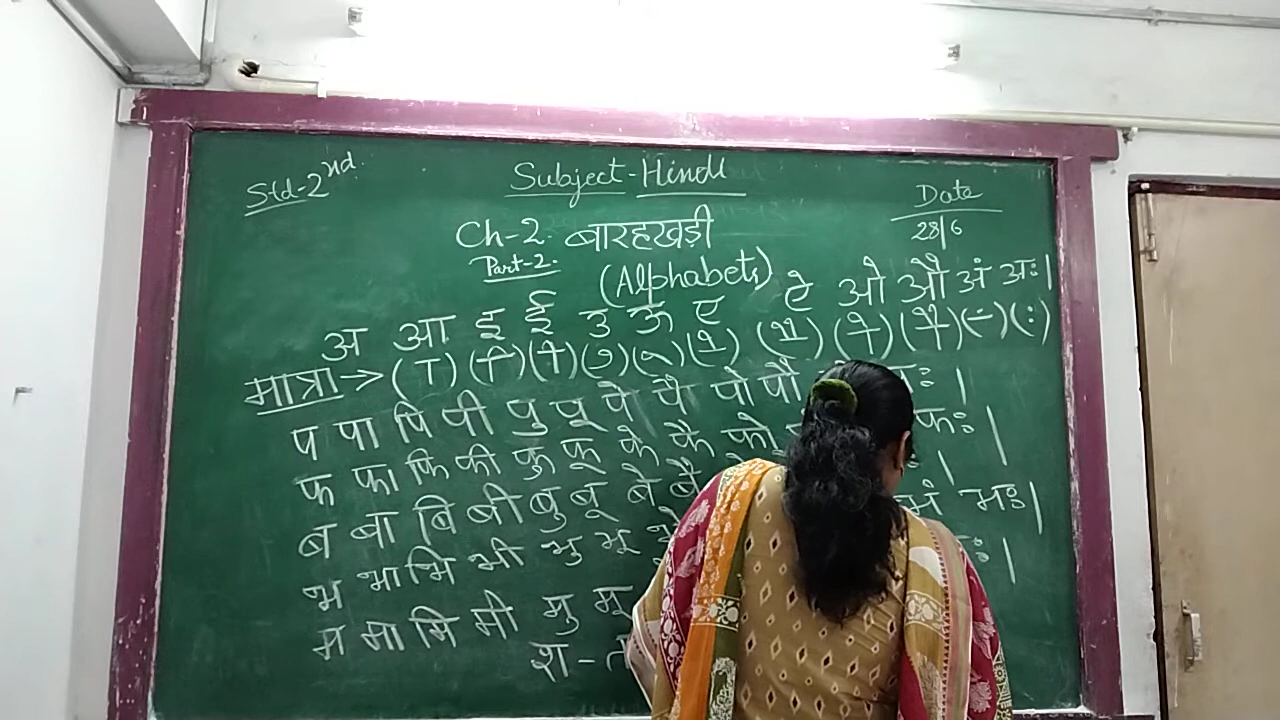 Std-2nd
Subject-Hindi
Date
28/6
Ch-2. बारहखड़ी
Part-2.
(Alphabets)
अ आ इ ई उ ऊ ए ऐ ओ औ अं अः।
मात्रा→ (ा) (ि) (ी) (ु) (ू) (े) (ै) (ो) (ौ) (ं) (ः)
प पा पि पी पु पू पे पै पो पौ ।
फ फा फि फी फु फू फे फै फो फः।
ब बा बि बी बु बू बे बै ।
भ भा भि भी भु भू भं भः।
म मा मि मी मु मू ।
श-